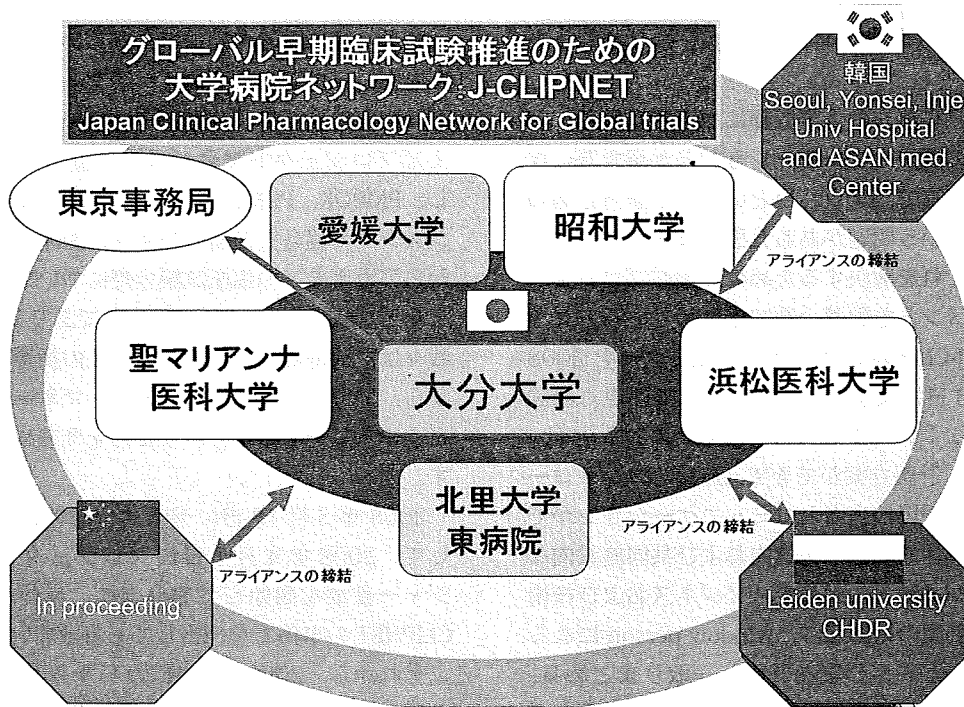 グローバル早期臨床試験推進のための
大学病院ネットワーク:J-CLIPNET
Japan Clinical Pharmacology Network for Global trials
韓国
Seoul, Yonsei, Inje
Univ Hospital
and ASAN med.
Center
東京事務局
愛媛大学
昭和大学
アライアンスの締結
聖マリアンナ
医科大学
大分大学
浜松医科大学
北里大学
東病院
アライアンスの締結
アライアンスの締結
In proceeding
Leiden university
CHDR